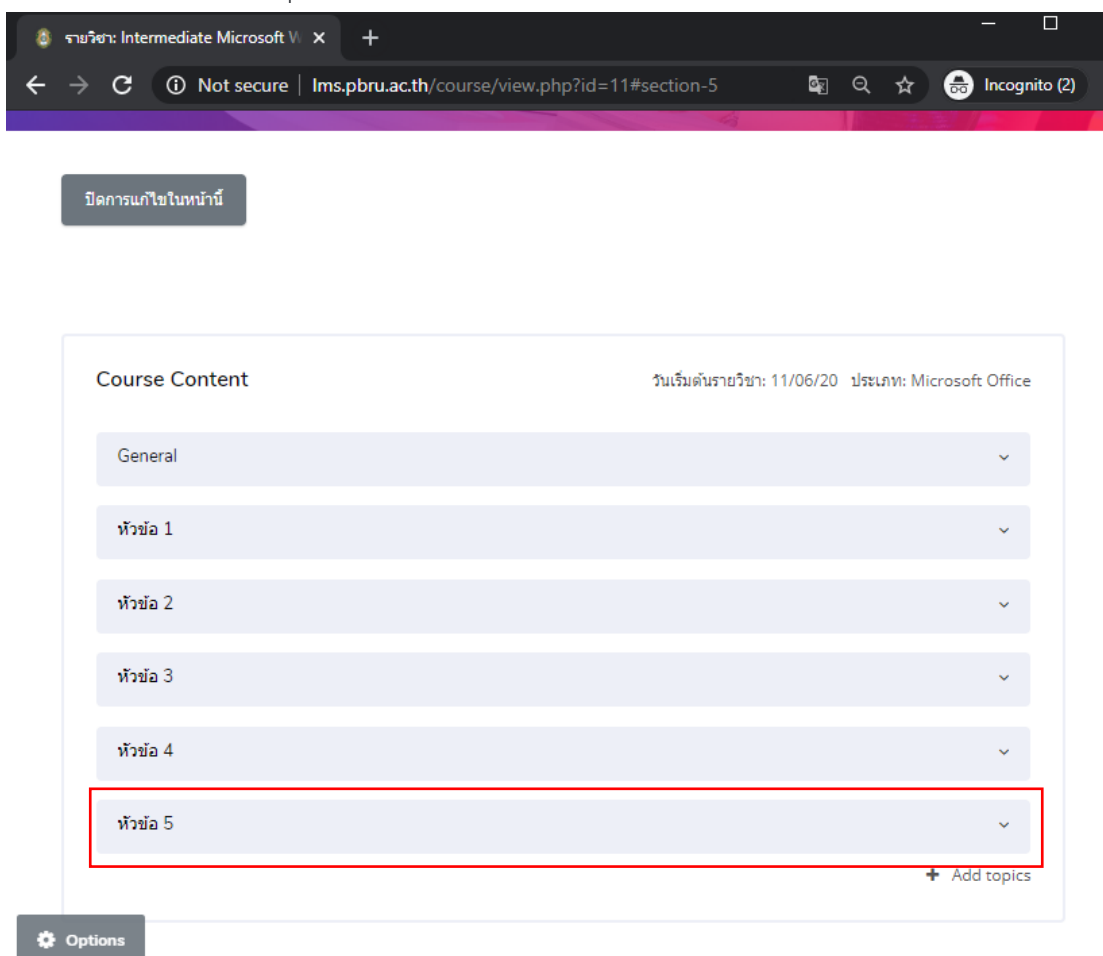 รายวิชา: Intermediate Microsoft W
Not secure | lms.pbru.ac.th/course/view.php?id=11#section-5 Incognito (2)
ปิดการแก้ไขในหน้านี้
Course Content วันเริ่มต้นรายวิชา: 11/06/20 ประเภท: Microsoft Office
General
หัวข้อ 1
หัวข้อ 2
หัวข้อ 3
หัวข้อ 4
หัวข้อ 5
+ Add topics
Options